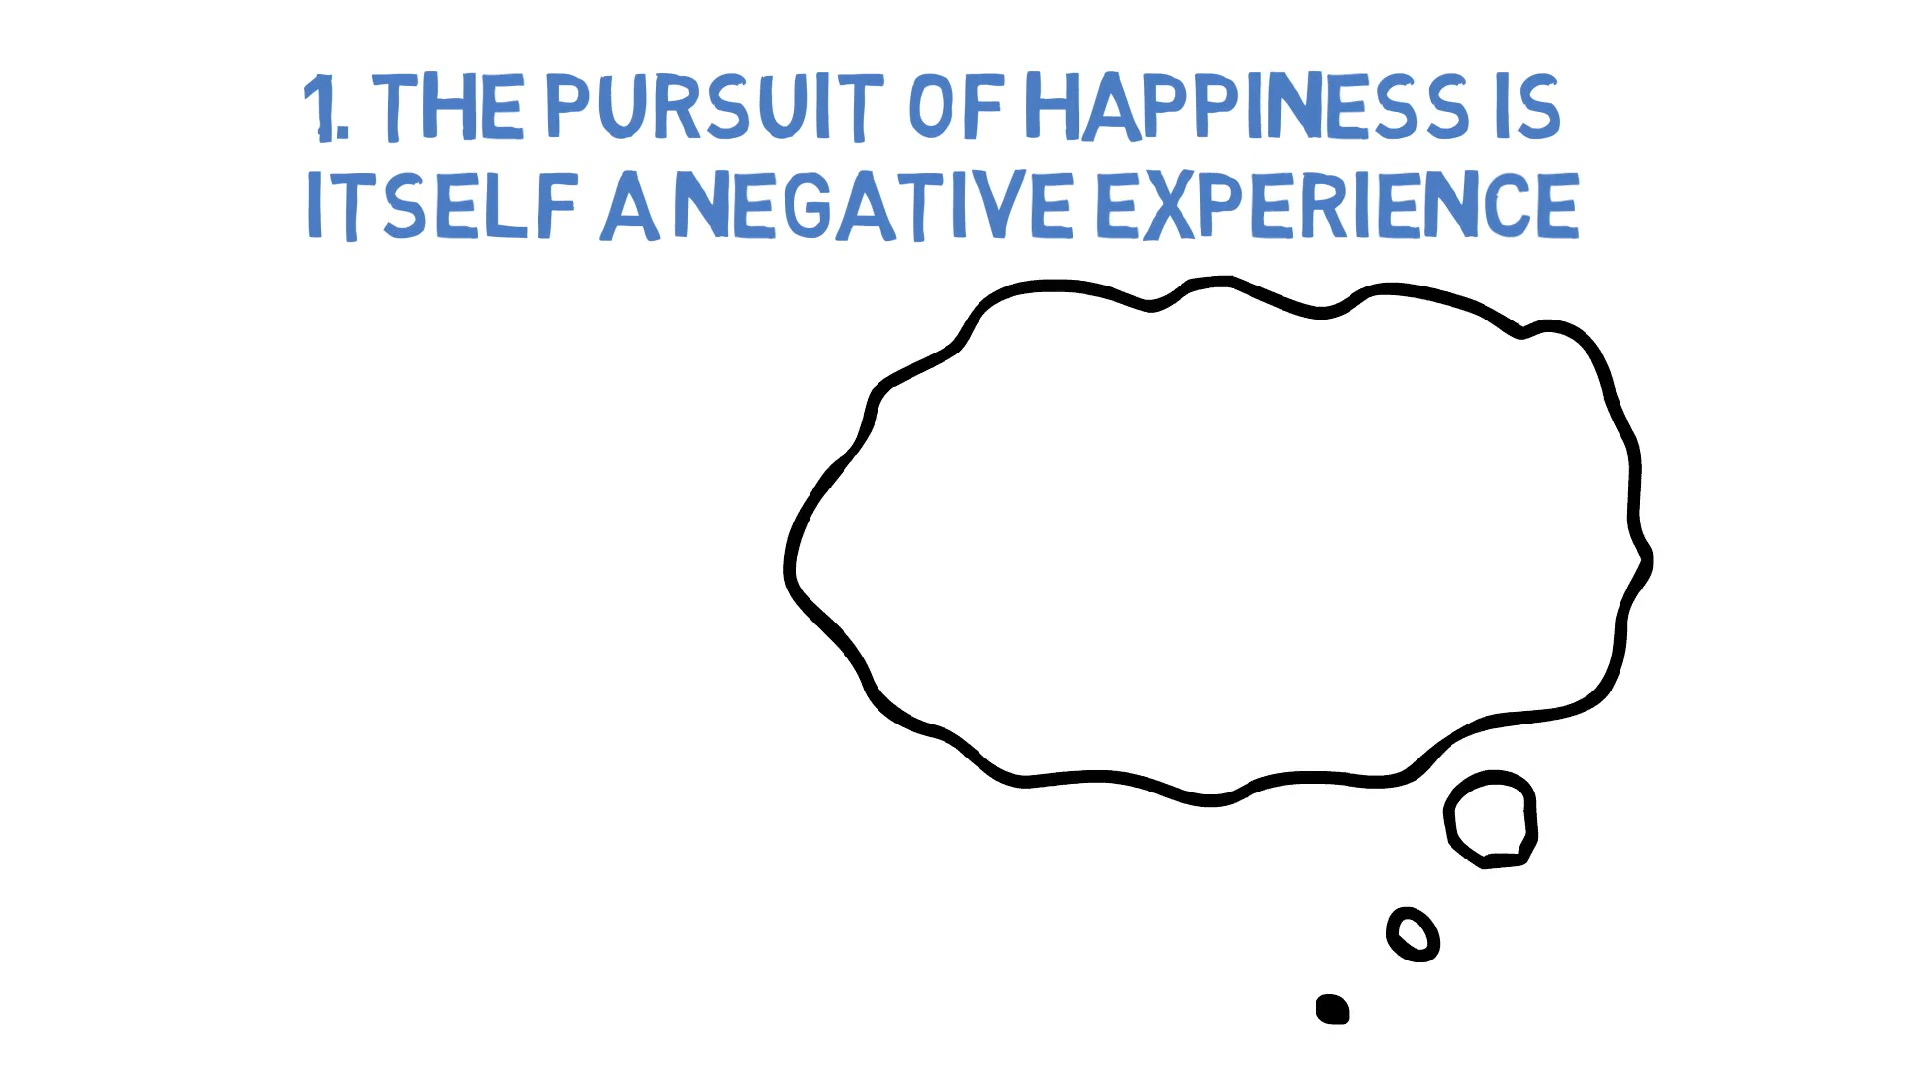 1. THE PURSUIT OF HAPPINESS IS
ITSELF A NEGATIVE EXPERIENCE